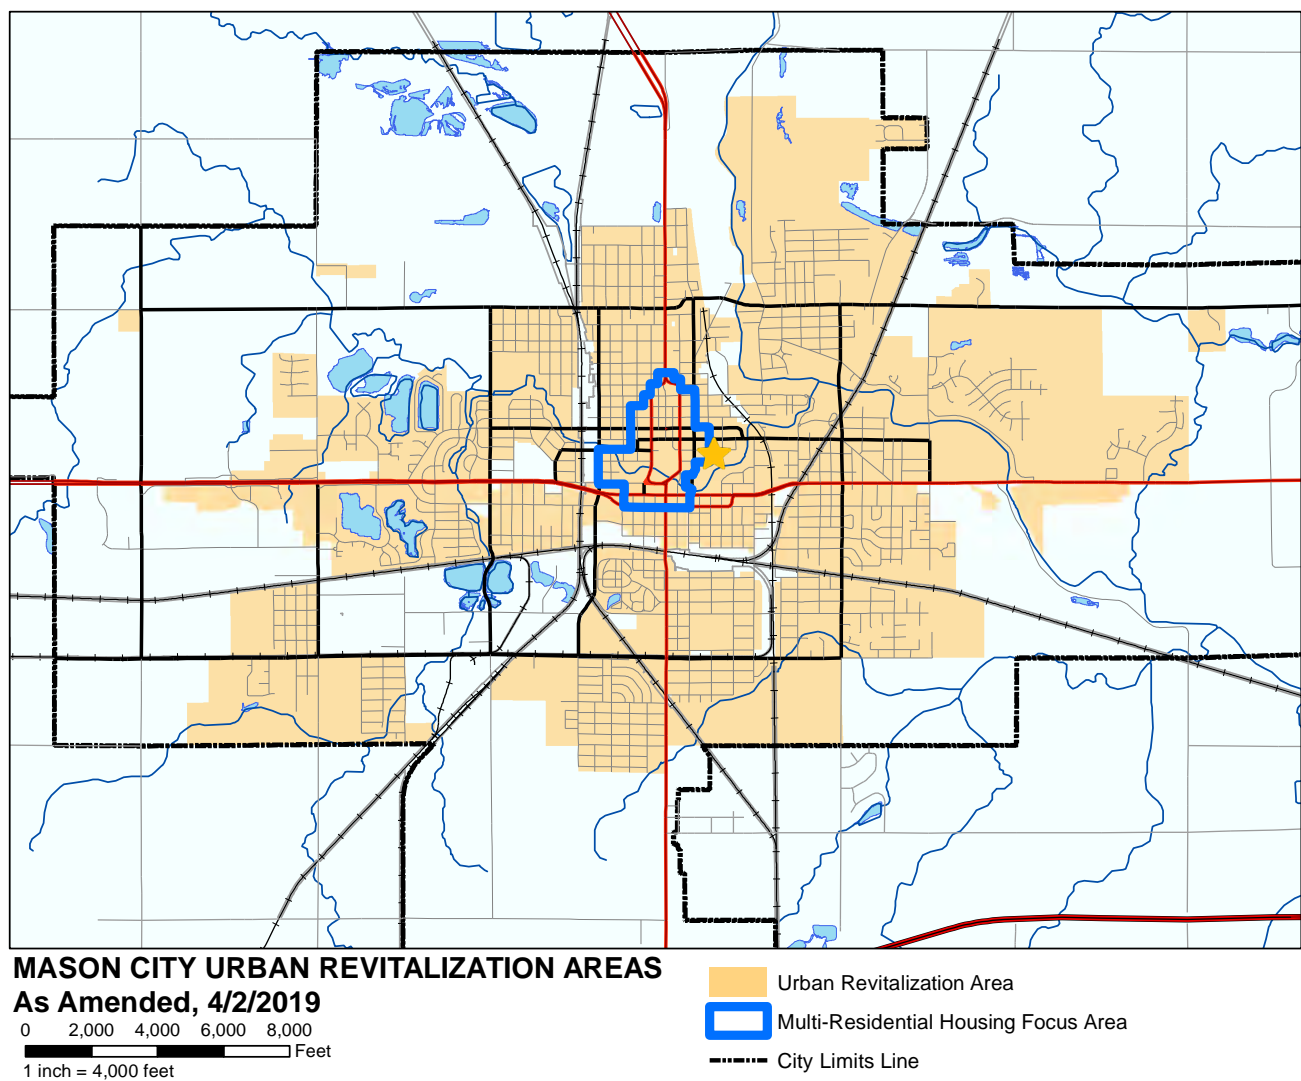 MASON CITY URBAN REVITALIZATION AREAS
As Amended, 4/2/2019
0 2,000 4,000 6,000 8,000
Feet
1 inch = 4,000 feet
Urban Revitalization Area
Multi-Residential Housing Focus Area
City Limits Line